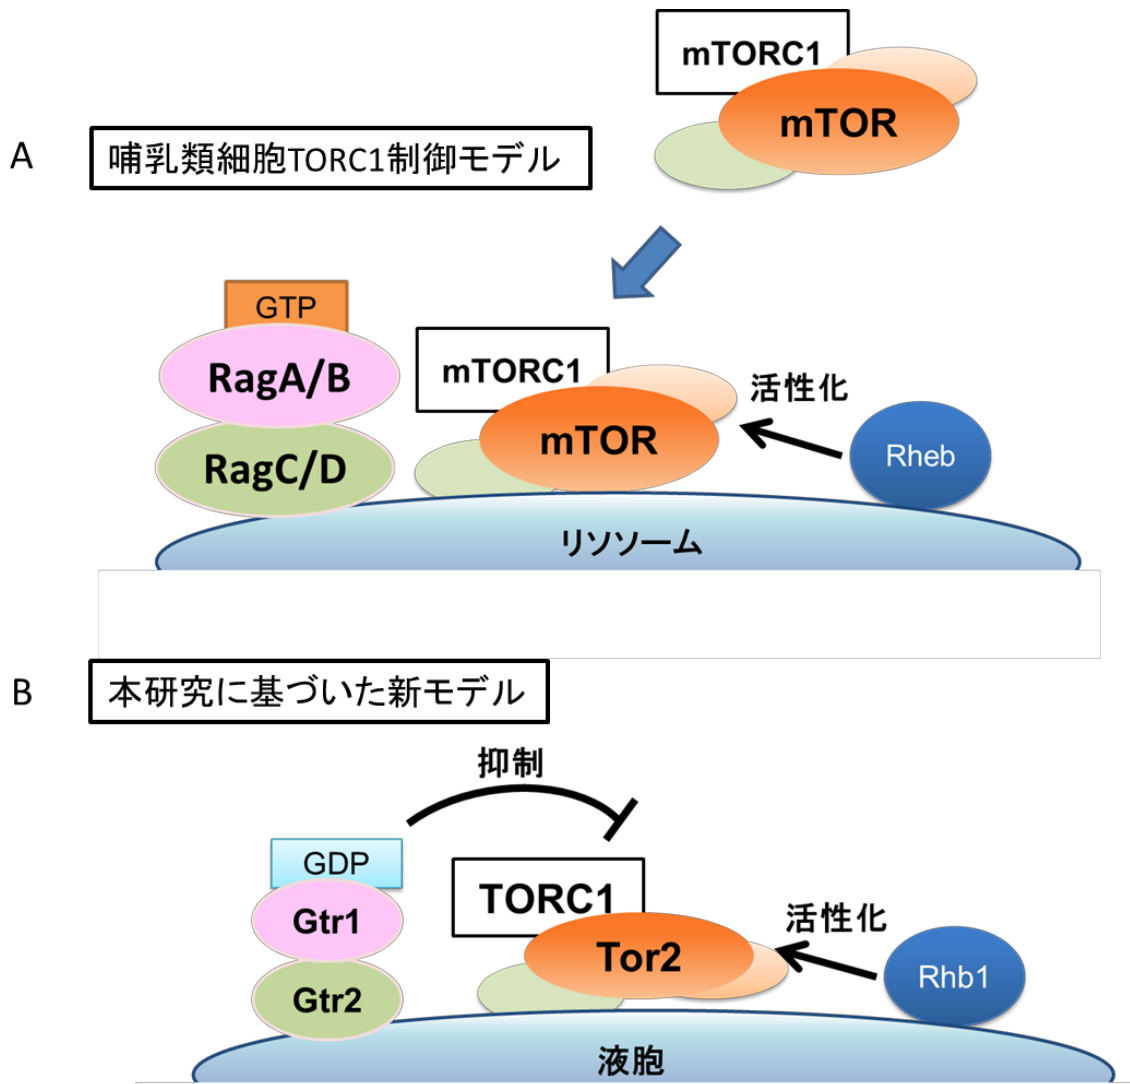 mTORC1
mTOR
A
哺乳類細胞TORC1制御モデル
GTP
RagA/B
RagC/D
mTORC1
mTOR
活性化
Rheb
リソソーム
B
本研究に基づいた新モデル
抑制
GDP
Gtr1
Gtr2
TORC1
Tor2
活性化
Rhb1
液胞